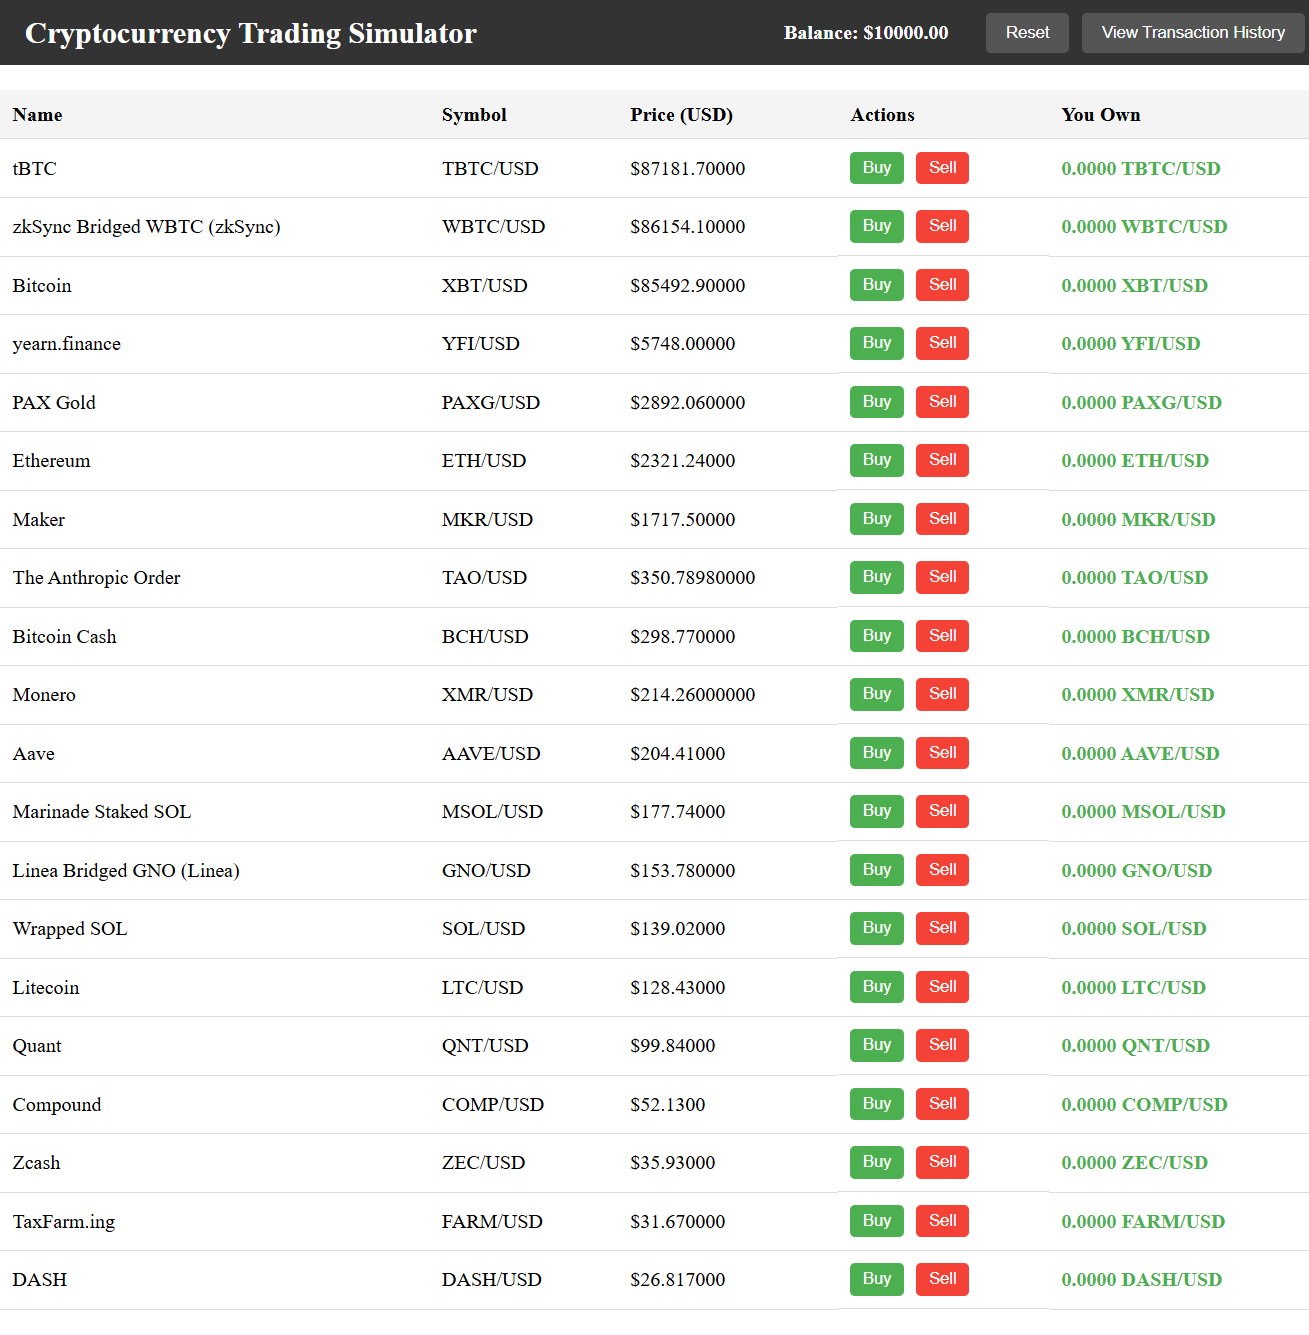 Cryptocurrency Trading Simulator Balance: $10000.00 Reset View Transaction History
Name Symbol Price (USD) Actions You Own
tBTC TBTC/USD $87181.70000 Buy Sell 0.0000 TBTC/USD
zkSync Bridged WBTC (zkSync) WBTC/USD $86154.10000 Buy Sell 0.0000 WBTC/USD
Bitcoin XBT/USD $85492.90000 Buy Sell 0.0000 XBT/USD
yearn.finance YFI/USD $5748.00000 Buy Sell 0.0000 YFI/USD
PAX Gold PAXG/USD $2892.060000 Buy Sell 0.0000 PAXG/USD
Ethereum ETH/USD $2321.24000 Buy Sell 0.0000 ETH/USD
Maker MKR/USD $1717.50000 Buy Sell 0.0000 MKR/USD
The Anthropic Order TAO/USD $350.78980000 Buy Sell 0.0000 TAO/USD
Bitcoin Cash BCH/USD $298.770000 Buy Sell 0.0000 BCH/USD
Monero XMR/USD $214.26000000 Buy Sell 0.0000 XMR/USD
Aave AAVE/USD $204.41000 Buy Sell 0.0000 AAVE/USD
Marinade Staked SOL MSOL/USD $177.74000 Buy Sell 0.0000 MSOL/USD
Linea Bridged GNO (Linea) GNO/USD $153.780000 Buy Sell 0.0000 GNO/USD
Wrapped SOL SOL/USD $139.02000 Buy Sell 0.0000 SOL/USD
Litecoin LTC/USD $128.43000 Buy Sell 0.0000 LTC/USD
Quant QNT/USD $99.84000 Buy Sell 0.0000 QNT/USD
Compound COMP/USD $52.1300 Buy Sell 0.0000 COMP/USD
Zcash ZEC/USD $35.93000 Buy Sell 0.0000 ZEC/USD
TaxFarm.ing FARM/USD $31.670000 Buy Sell 0.0000 FARM/USD
DASH DASH/USD $26.817000 Buy Sell 0.0000 DASH/USD